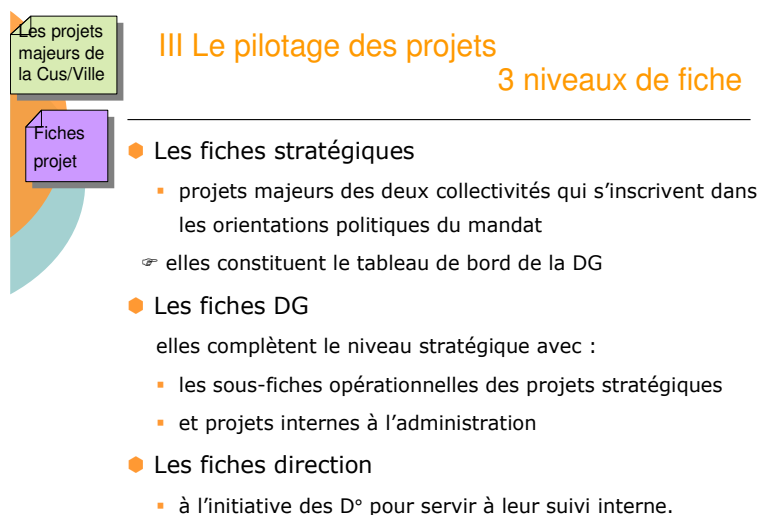 Les projets
majeurs de
la Cus/Ville
III Le pilotage des projets
3 niveaux de fiche
Fiches
projet
Les fiches stratégiques
projets majeurs des deux collectivités qui s’inscrivent dans
les orientations politiques du mandat
☞ elles constituent le tableau de bord de la DG
Les fiches DG
elles complètent le niveau stratégique avec :
les sous-fiches opérationnelles des projets stratégiques
et projets internes à l’administration
Les fiches direction
à l’initiative des D° pour servir à leur suivi interne.